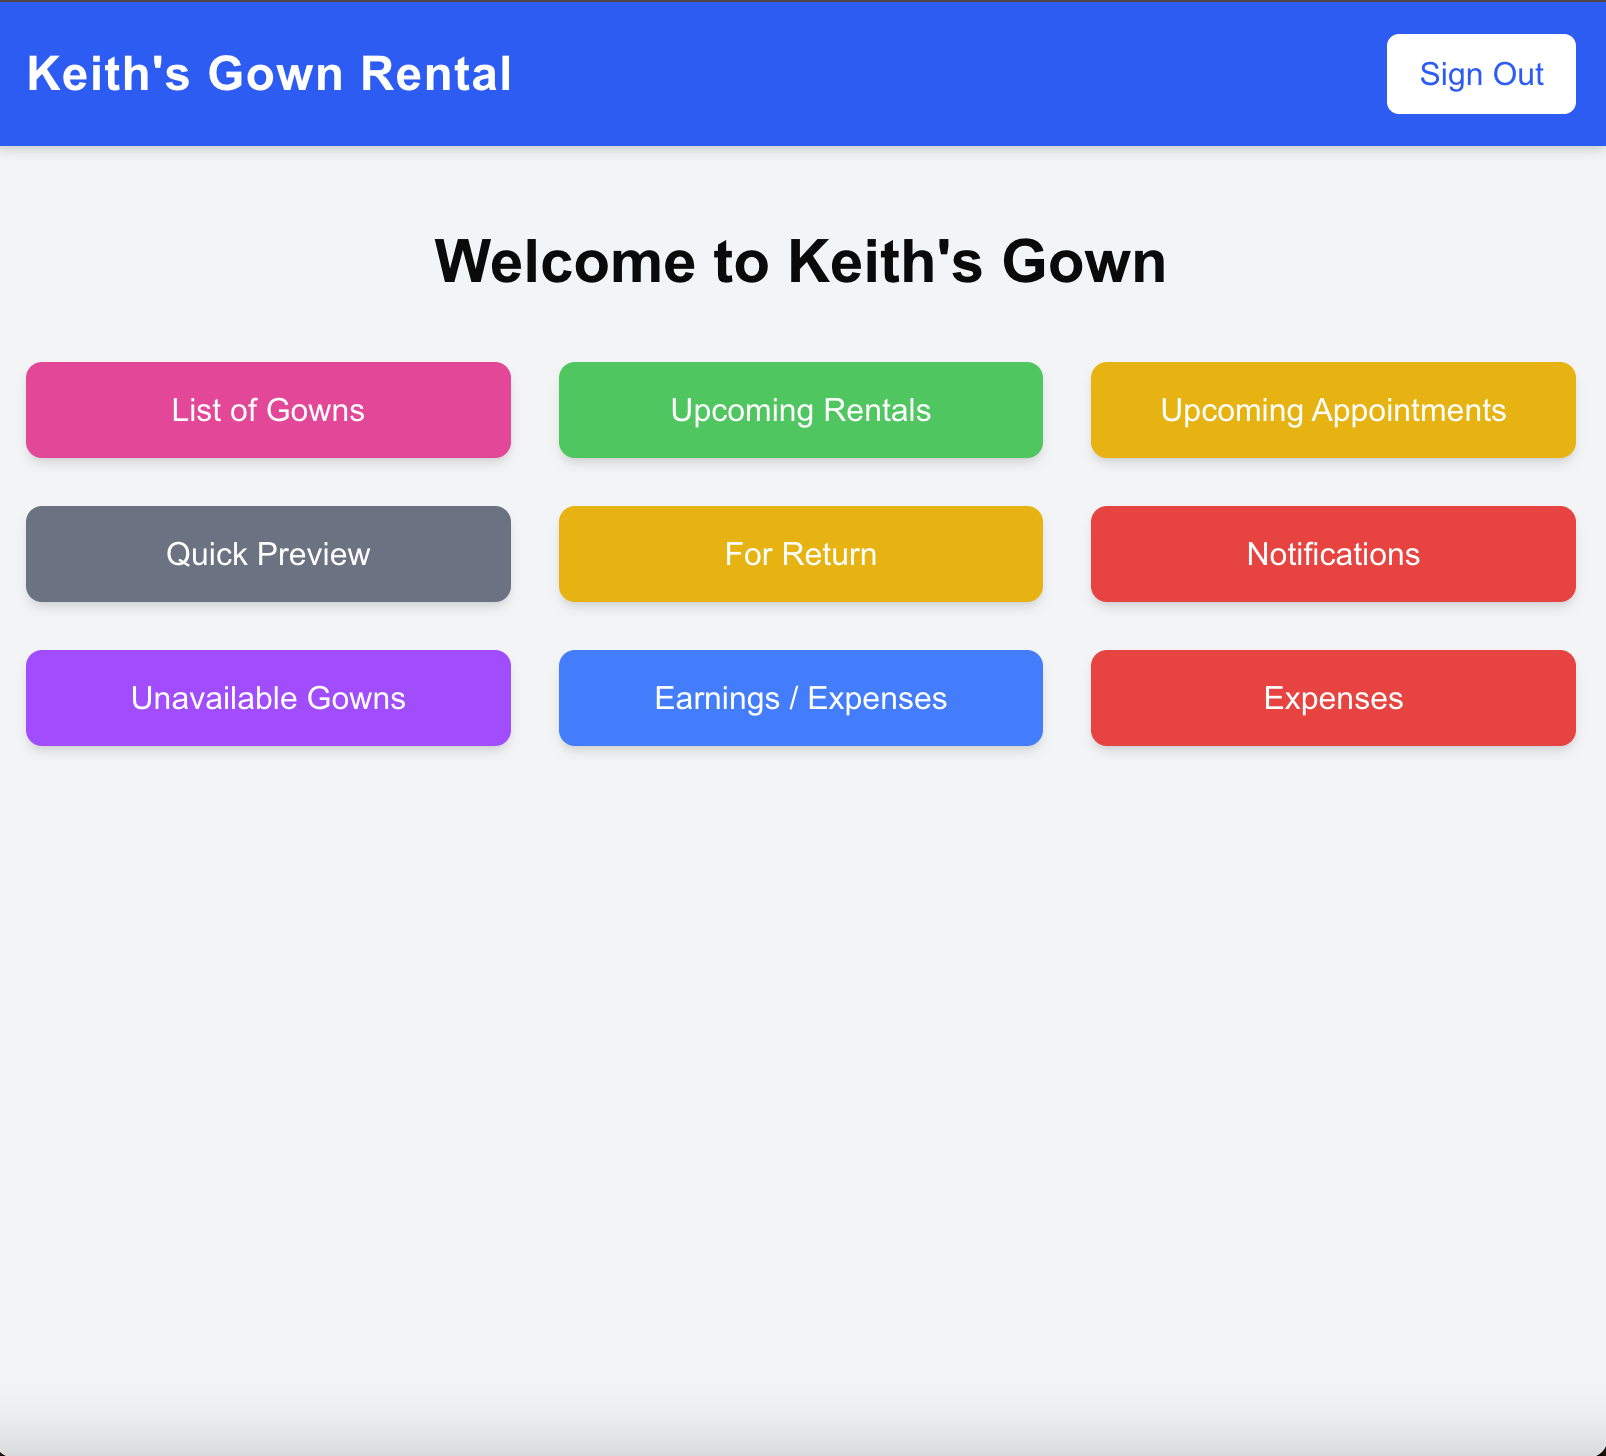 Keith's Gown Rental
Sign Out
Welcome to Keith's Gown
List of Gowns
Upcoming Rentals
Upcoming Appointments
Quick Preview
For Return
Notifications
Unavailable Gowns
Earnings / Expenses
Expenses